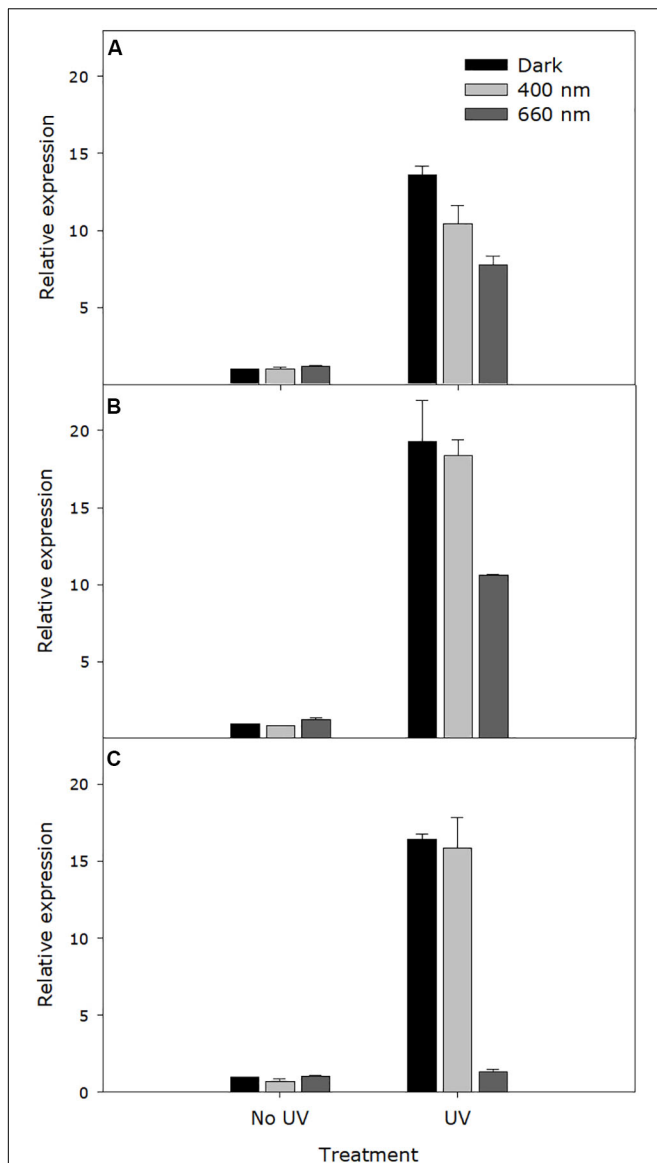 A
Dark
400 nm
660 nm
20
15
10
5
Relative expression
B
20
15
10
5
Relative expression
C
20
15
10
5
0
Relative expression
No UV UV
Treatment